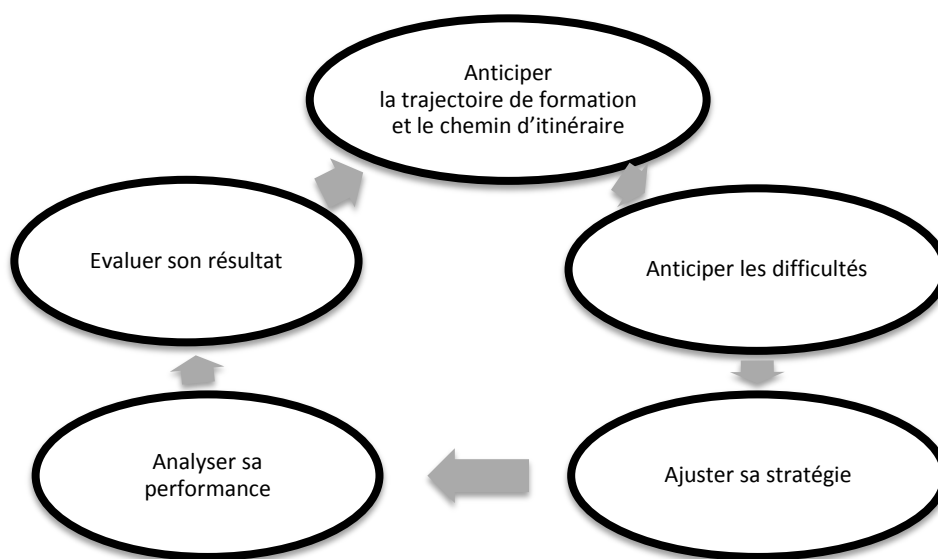 Anticiper
la trajectoire de formation
et le chemin d’itinéraire
Evaluer son résultat
Anticiper les difficultés
Analyser sa
performance
Ajuster sa stratégie